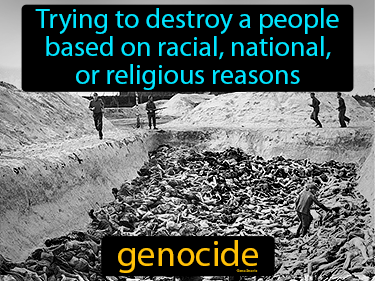 Trying to destroy a people
based on racial, national,
or religious reasons
genocide